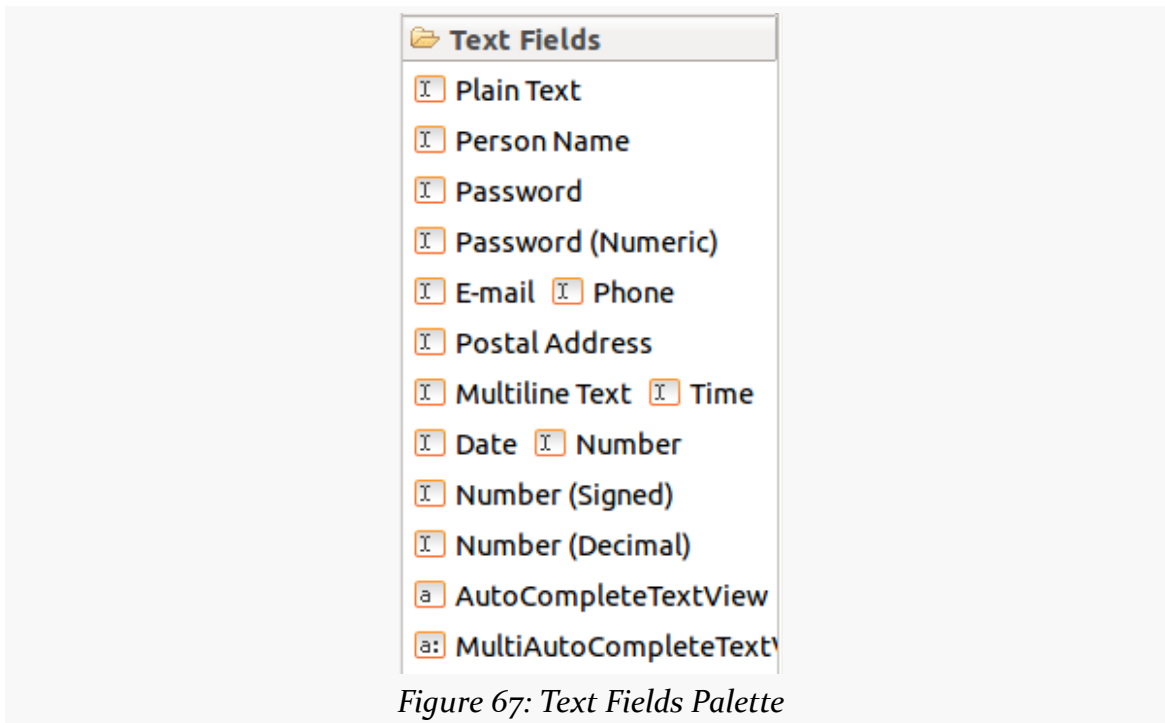 Text Fields
Plain Text
Person Name
Password
Password (Numeric)
E-mail Phone
Postal Address
Multiline Text Time
Date Number
Number (Signed)
Number (Decimal)
a AutoCompleteTextView
a: MultiAutoCompleteText
Figure 67: Text Fields Palette